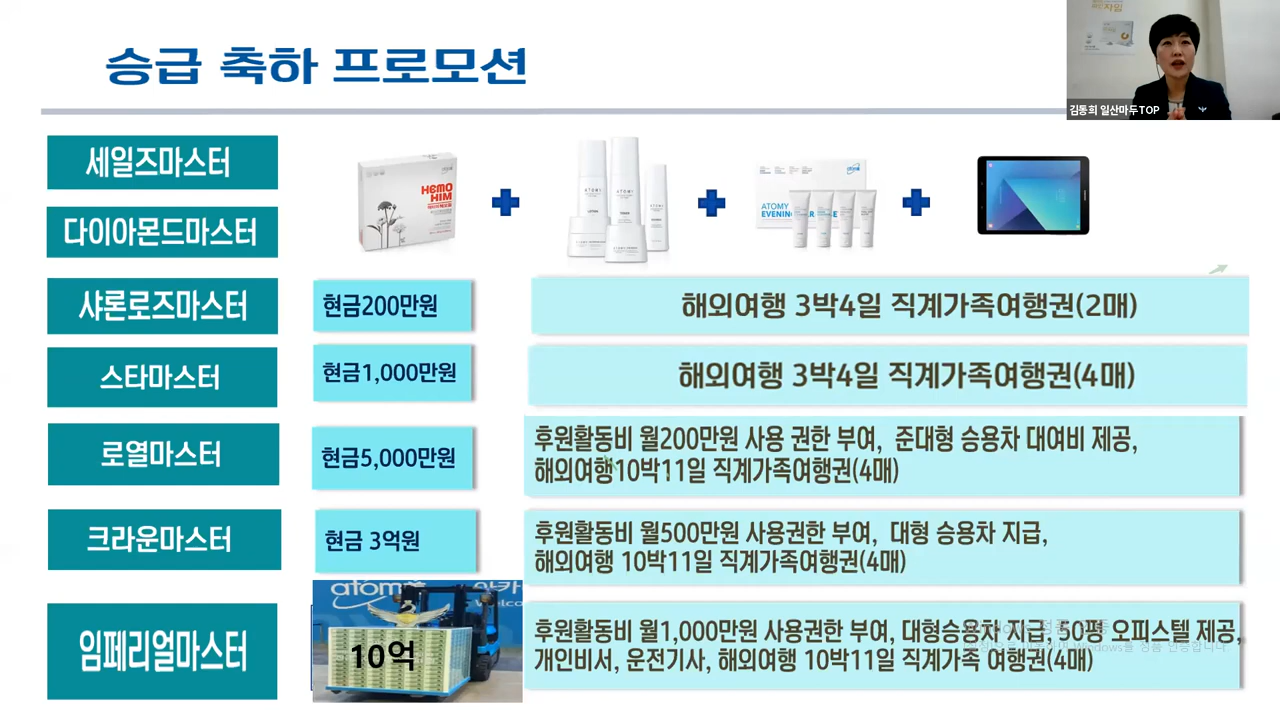 승급 축하 프로모션
김동희 일산마두TOP
세일즈마스터
HEMO
HIM
ATOMY
EVENING
다이아몬드마스터
샤론로즈마스터
현금200만원
해외여행 3박4일 직계가족여행권(2매)
스타마스터
현금1,000만원
해외여행 3박4일 직계가족여행권(4매)
로열마스터
현금5,000만원
후원활동비 월200만원 사용 권한 부여, 준대형 승용차 대여비 제공,
해외여행10박11일 직계가족여행권(4매)
크라운마스터
현금 3억원
후원활동비 월500만원 사용권한 부여, 대형 승용차 지급,
해외여행 10박11일 직계가족여행권(4매)
임페리얼마스터
10억
후원활동비 월1,000만원 사용권한 부여, 대형승용차 지급, 50평 오피스텔 제공,
개인비서, 운전기사, 해외여행 10박11일 직계가족 여행권(4매)